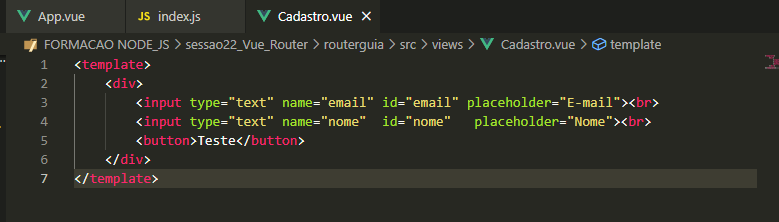 App.vue JS index.js Cadastro.vue ×
FORMACAO NODE_JS > sessao22_Vue_Router > routerguia > src > views > Cadastro.vue > template
1 <template>
2 <div>
3 <input type="text" name="email" id="email" placeholder="E-mail"><br>
4 <input type="text" name="nome"  id="nome"   placeholder="Nome"><br>
5 <button>Teste</button>
6 </div>
7 </template>